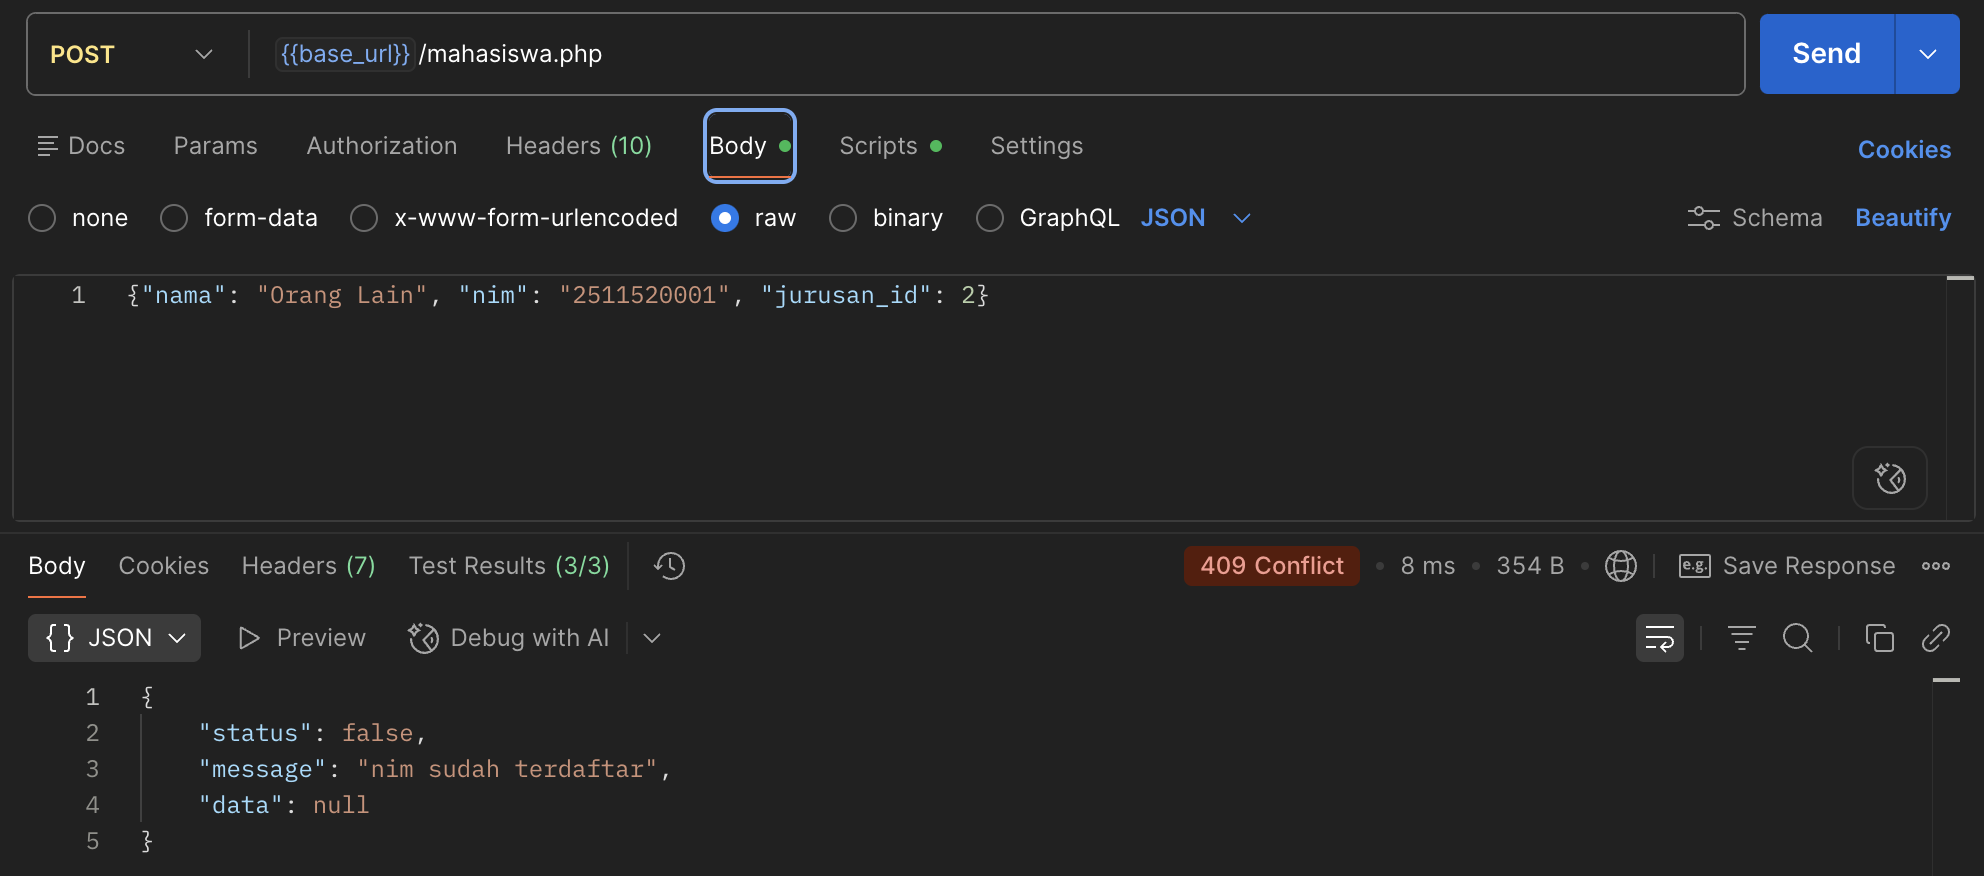 POST {{base_url}}/mahasiswa.php Send
Docs Params Authorization Headers (10) Body Scripts Settings Cookies
none form-data x-www-form-urlencoded raw binary GraphQL JSON Schema Beautify
1 {"nama": "Orang Lain", "nim": "2511520001", "jurusan_id": 2}
Body Cookies Headers (7) Test Results (3/3) 409 Conflict • 8 ms • 354 B • e.g. Save Response
{} JSON Preview Debug with AI
1 {
2 "status": false,
3 "message": "nim sudah terdaftar",
4 "data": null
5 }